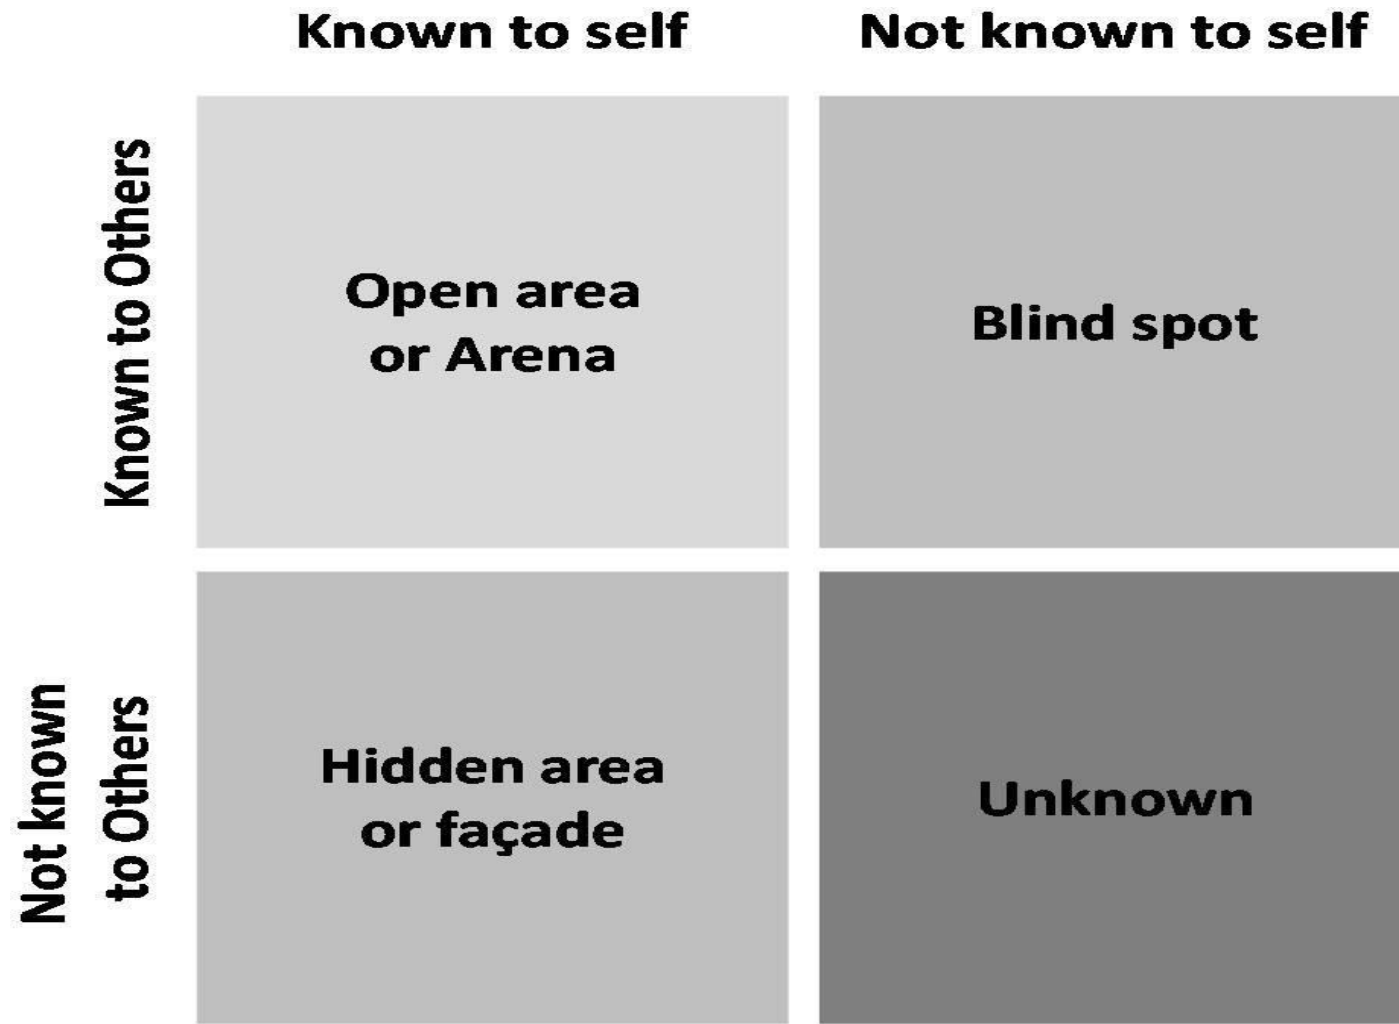 Known to self
Not known to self
Known to Others
Open area
or Arena
Blind spot
Not known
to Others
Hidden area
or façade
Unknown